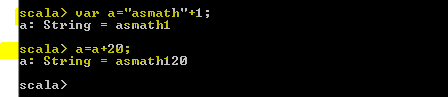 scala> var a="asmath"+1;
a: String = asmath1
scala> a=a+20;
a: String = asmath120
scala>